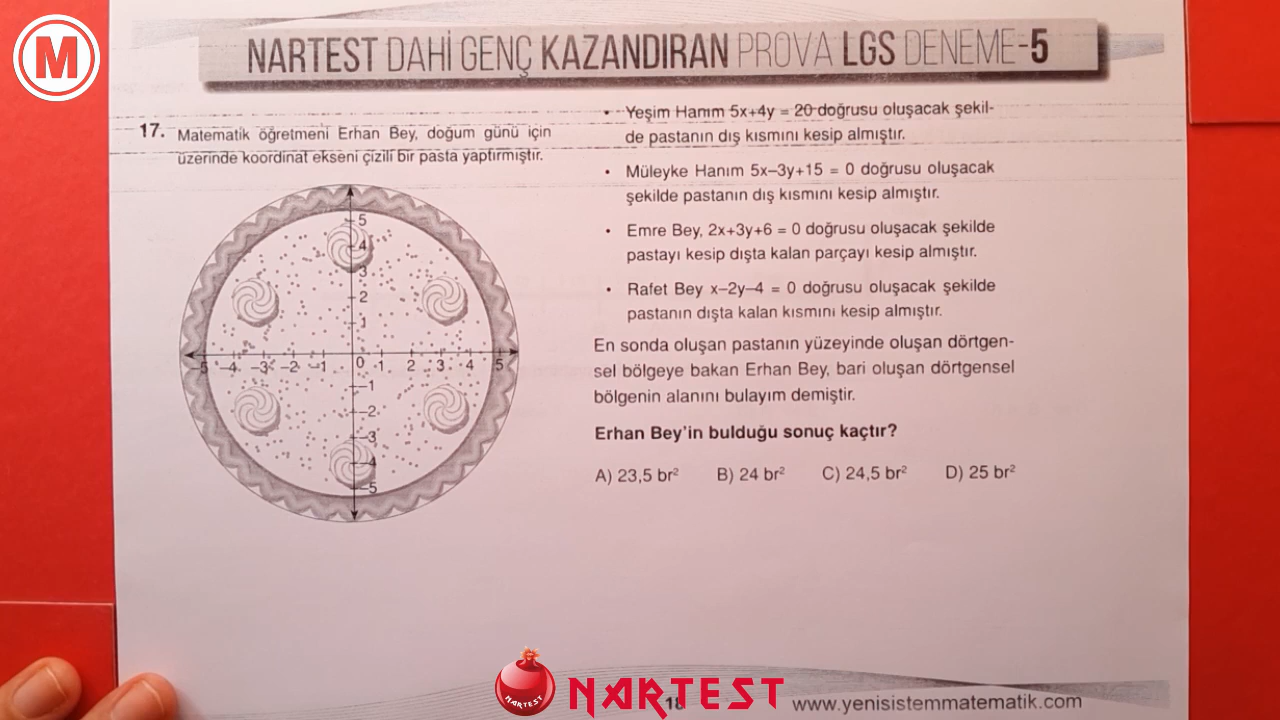 M
NARTEST DAHİ GENÇ KAZANDIRAN PROVA LGS DENEME-5
17. Matematik öğretmeni Erhan Bey, doğum günü için
üzerinde koordinat ekseni çizili bir pasta yaptırmıştır.
5
4
3
2
1
-5 -4 -3 -2 -1 0 1 2 3 4 5
-1
-2
-3
-4
-5
• Yeşim Hanım 5x+4y = 20 doğrusu oluşacak şekil-
de pastanın dış kısmını kesip almıştır.
• Müleyke Hanım 5x–3y+15 = 0 doğrusu oluşacak
şekilde pastanın dış kısmını kesip almıştır.
• Emre Bey, 2x+3y+6 = 0 doğrusu oluşacak şekilde
pastayı kesip dışta kalan parçayı kesip almıştır.
• Rafet Bey x–2y–4 = 0 doğrusu oluşacak şekilde
pastanın dışta kalan kısmını kesip almıştır.
En sonda oluşan pastanın yüzeyinde oluşan dörtgen-
sel bölgeye bakan Erhan Bey, bari oluşan dörtgensel
bölgenin alanını bulayım demiştir.
Erhan Bey'in bulduğu sonuç kaçtır?
A) 23,5 br² B) 24 br² C) 24,5 br² D) 25 br²
NARTEST
NARTEST
18
www.yenisistemmatematik.com